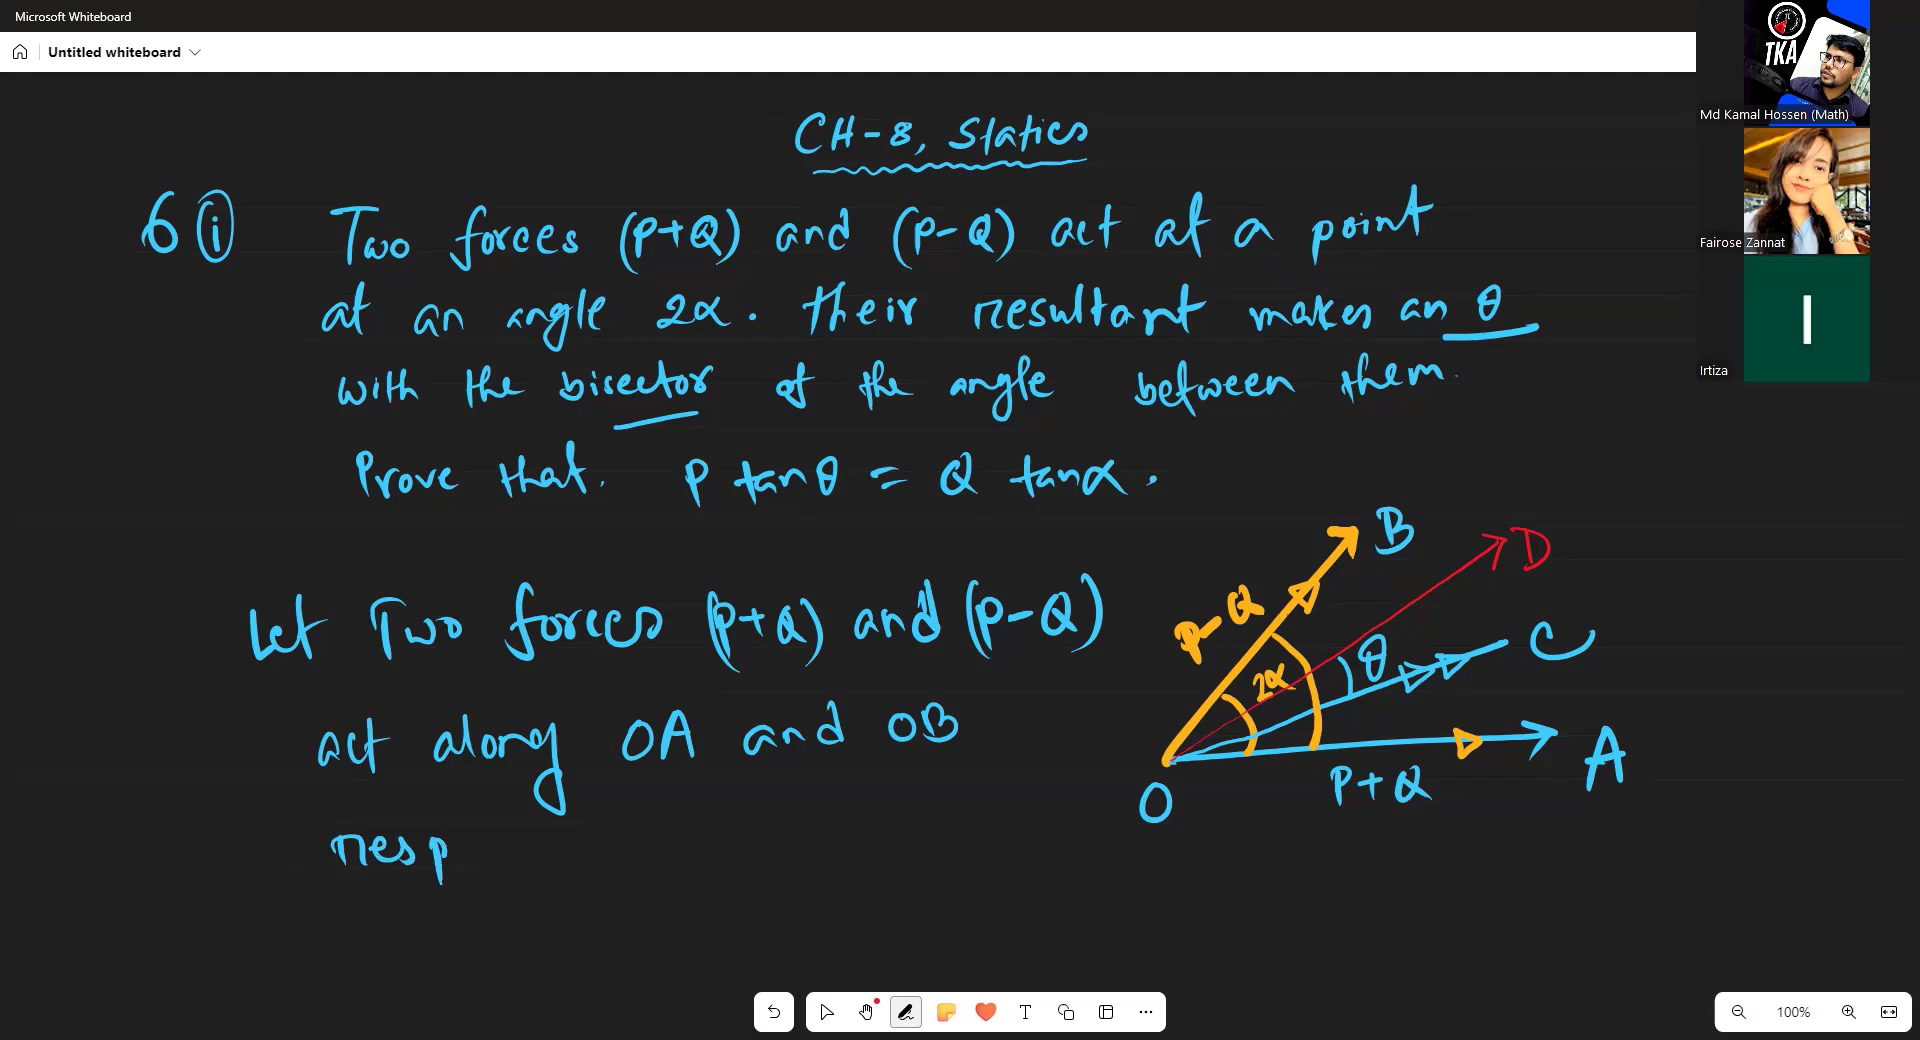 Microsoft Whiteboard
Untitled whiteboard
TKA
Md Kamal Hossen (Math)
Fairose Zannat
I
Irtiza
CH-8, Statics
6 (i) Two forces (P+Q) and (P-Q) act at a point
at an angle 2α. Their resultant makes an θ
with the bisector of the angle between them.
Prove that. P tanθ = Q tanα.
Let Two forces (P+Q) and (P-Q)
act along OA and OB
resp
B
D
P-Q
2α
θ
C
A
P+Q
O
T
100%